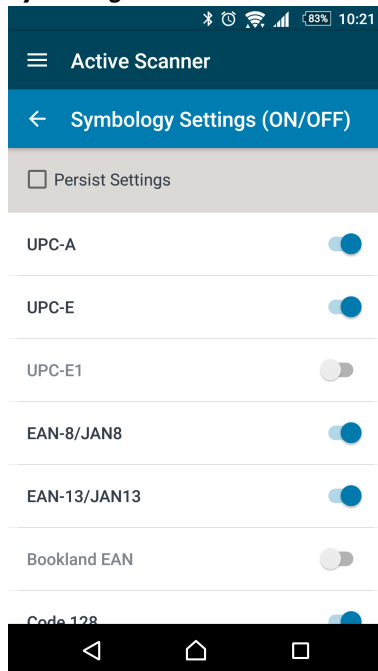 83% 10:21
Active Scanner
Symbology Settings (ON/OFF)
Persist Settings
UPC-A
UPC-E
UPC-E1
EAN-8/JAN8
EAN-13/JAN13
Bookland EAN
Code 128